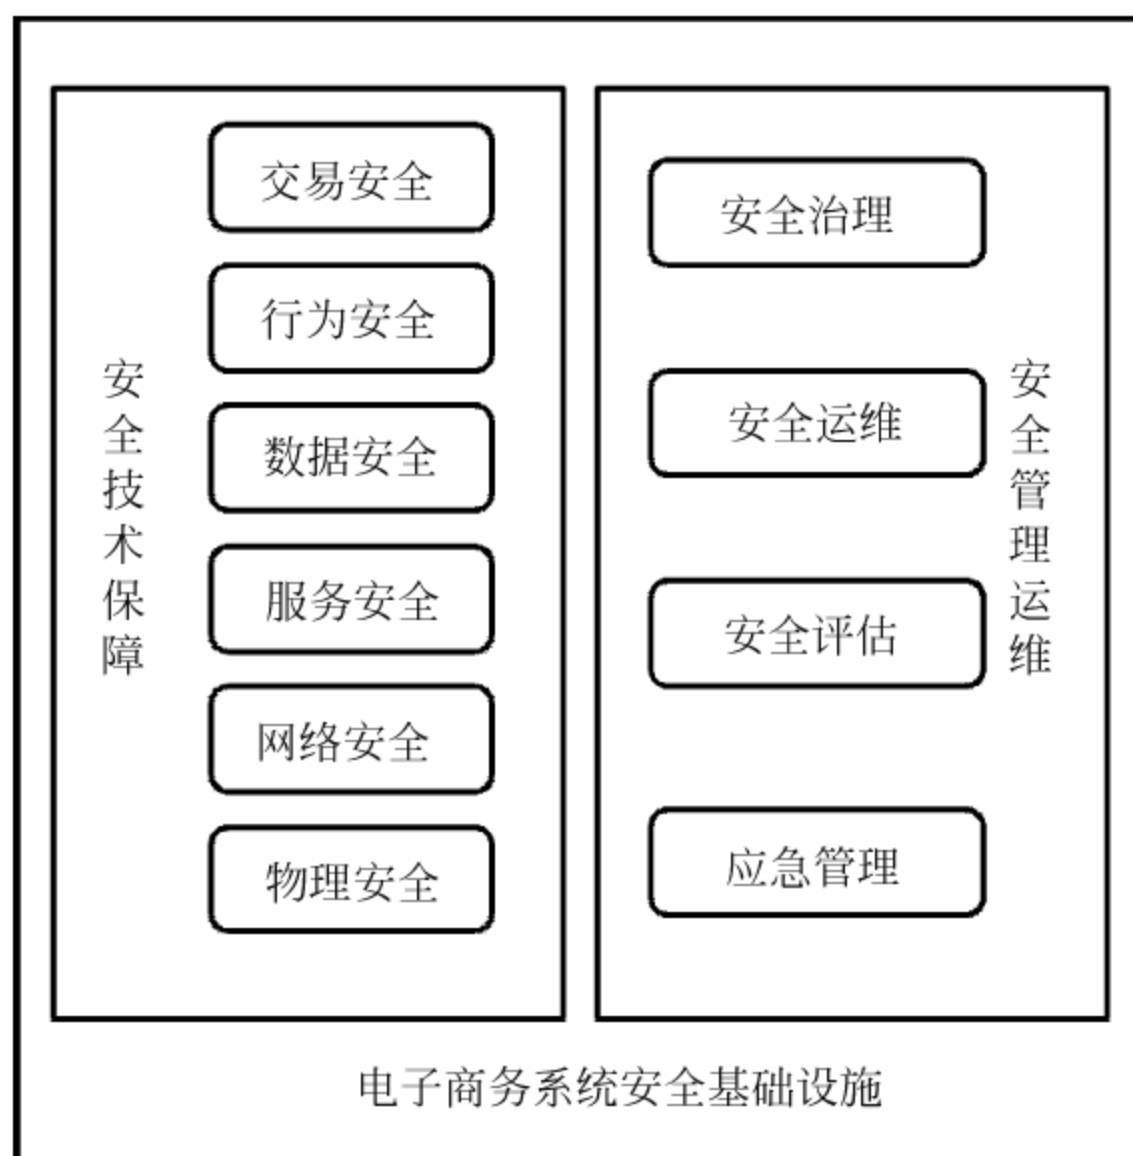 安全技术保障
交易安全
行为安全
数据安全
服务安全
网络安全
物理安全
安全治理
安全运维
安全评估
应急管理
安全管理运维
电子商务系统安全基础设施